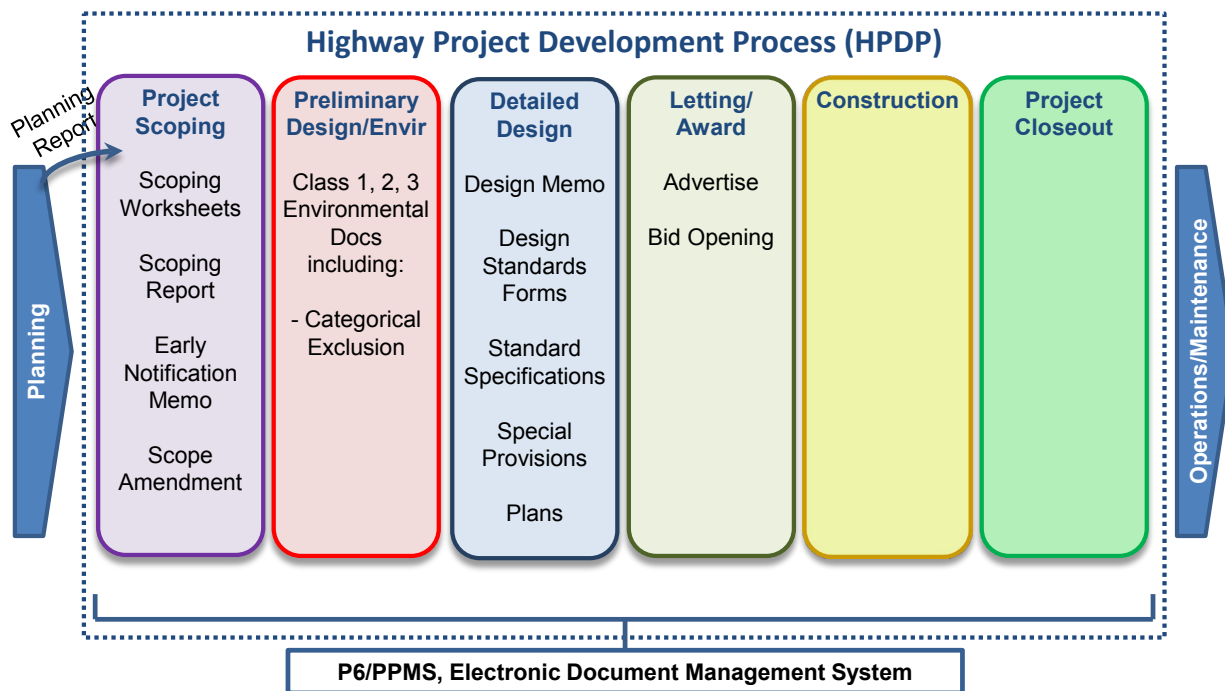 Highway Project Development Process (HPDP)
Planning
Report
Planning
Project
Scoping
Scoping
Worksheets
Scoping
Report
Early
Notification
Memo
Scope
Amendment
Preliminary
Design/Envir
Class 1, 2, 3
Environmental
Docs
including:
- Categorical
Exclusion
Detailed
Design
Design Memo
Design
Standards
Forms
Standard
Specifications
Special
Provisions
Plans
Letting/
Award
Advertise
Bid Opening
Construction
Project
Closeout
Operations/Maintenance
P6/PPMS, Electronic Document Management System